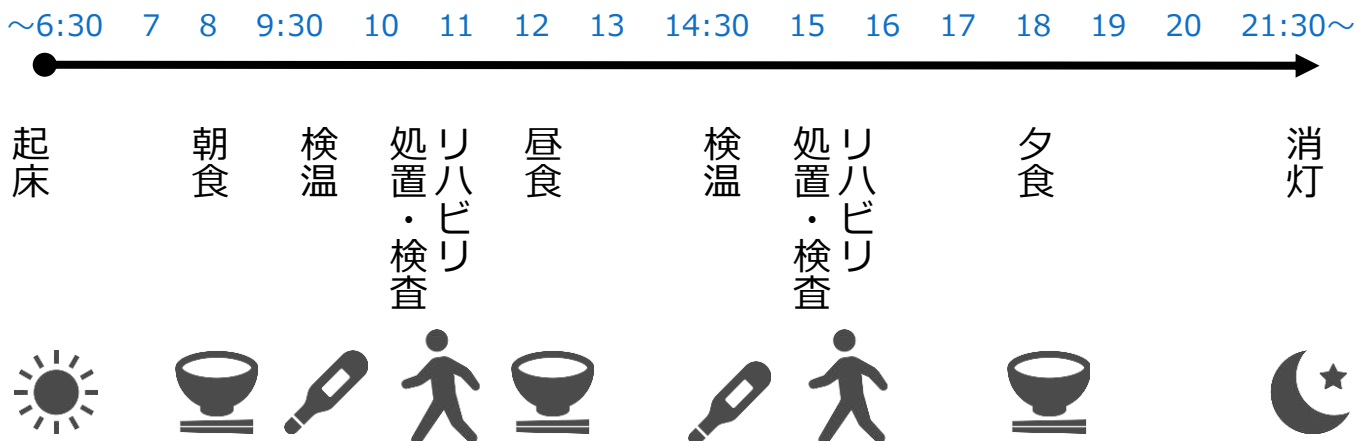 ～6:30 7 8 9:30 10 11 12 13 14:30 15 16 17 18 19 20 21:30～
起床
朝食
検温
リハビリ
処置・検査
昼食
検温
リハビリ
処置・検査
夕食
消灯